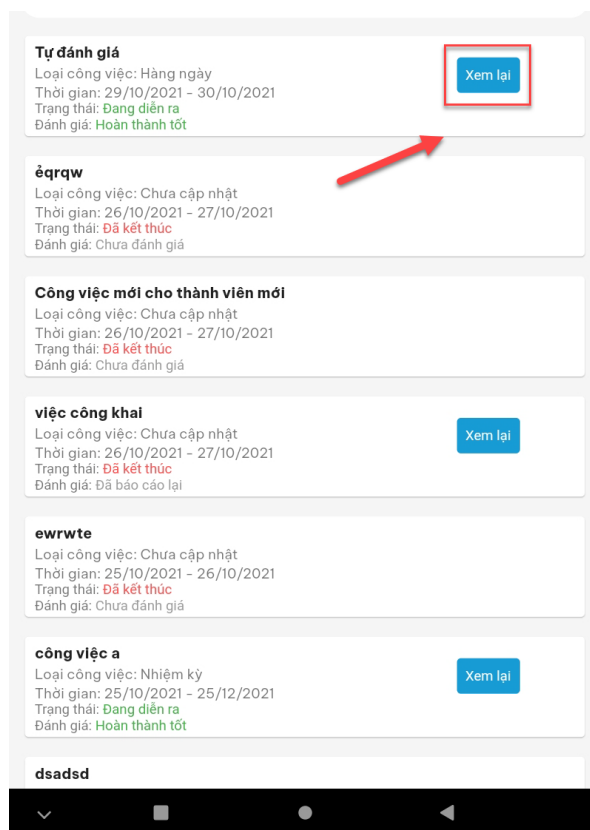 Tự đánh giá
Loại công việc: Hàng ngày
Xem lại
Thời gian: 29/10/2021 - 30/10/2021
Trạng thái: Đang diễn ra
Đánh giá: Hoàn thành tốt
ẻqrqw
Loại công việc: Chưa cập nhật
Thời gian: 26/10/2021 - 27/10/2021
Trạng thái: Đã kết thúc
Đánh giá: Chưa đánh giá
Công việc mới cho thành viên mới
Loại công việc: Chưa cập nhật
Thời gian: 26/10/2021 - 27/10/2021
Trạng thái: Đã kết thúc
Đánh giá: Chưa đánh giá
việc công khai
Loại công việc: Chưa cập nhật
Xem lại
Thời gian: 26/10/2021 - 27/10/2021
Trạng thái: Đã kết thúc
Đánh giá: Đã báo cáo lại
ewrwte
Loại công việc: Chưa cập nhật
Thời gian: 25/10/2021 - 26/10/2021
Trạng thái: Đã kết thúc
Đánh giá: Chưa đánh giá
công việc a
Loại công việc: Nhiệm kỳ
Xem lại
Thời gian: 25/10/2021 - 25/12/2021
Trạng thái: Đang diễn ra
Đánh giá: Hoàn thành tốt
dsadsd